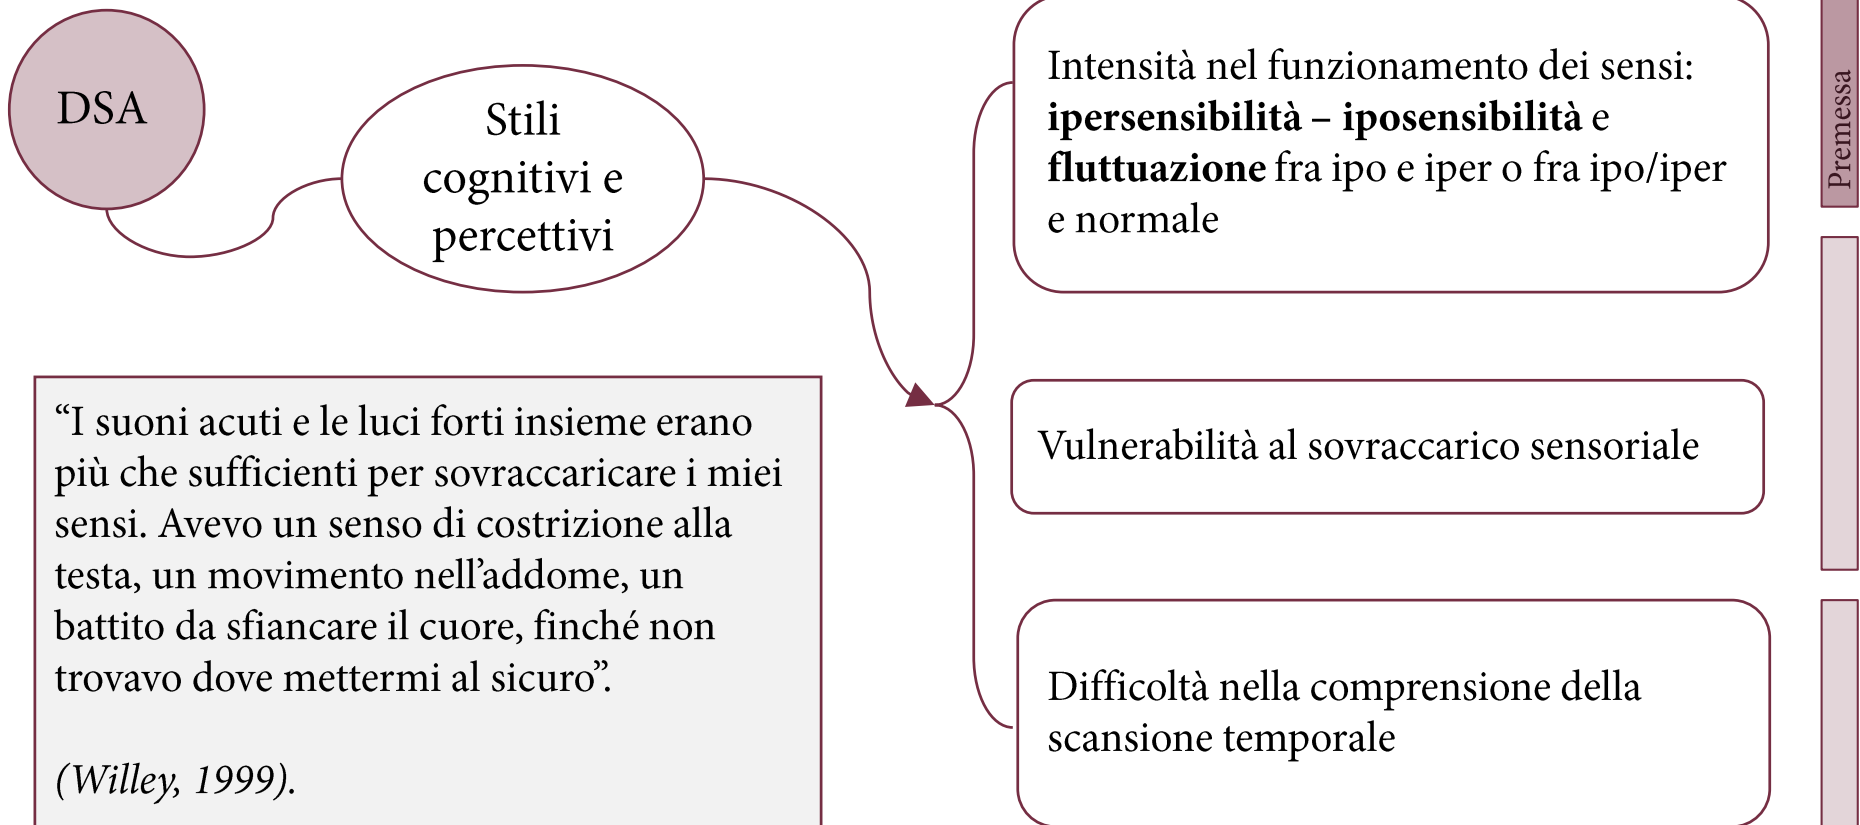 DSA
Stili
cognitivi e
percettivi
Intensità nel funzionamento dei sensi:
ipersensibilità – iposensibilità e
fluttuazione fra ipo e iper o fra ipo/iper
e normale
Premessa
Vulnerabilità al sovraccarico sensoriale
Difficoltà nella comprensione della
scansione temporale
“I suoni acuti e le luci forti insieme erano
più che sufficienti per sovraccaricare i miei
sensi. Avevo un senso di costrizione alla
testa, un movimento nell’addome, un
battito da sfiancare il cuore, finché non
trovavo dove mettermi al sicuro”.
(Willey, 1999).